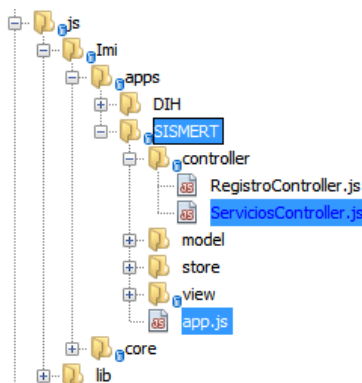 js
Imi
apps
DIH
SISMERT
controller
RegistroController.js
ServiciosController.js
model
store
view
app.js
core
lib